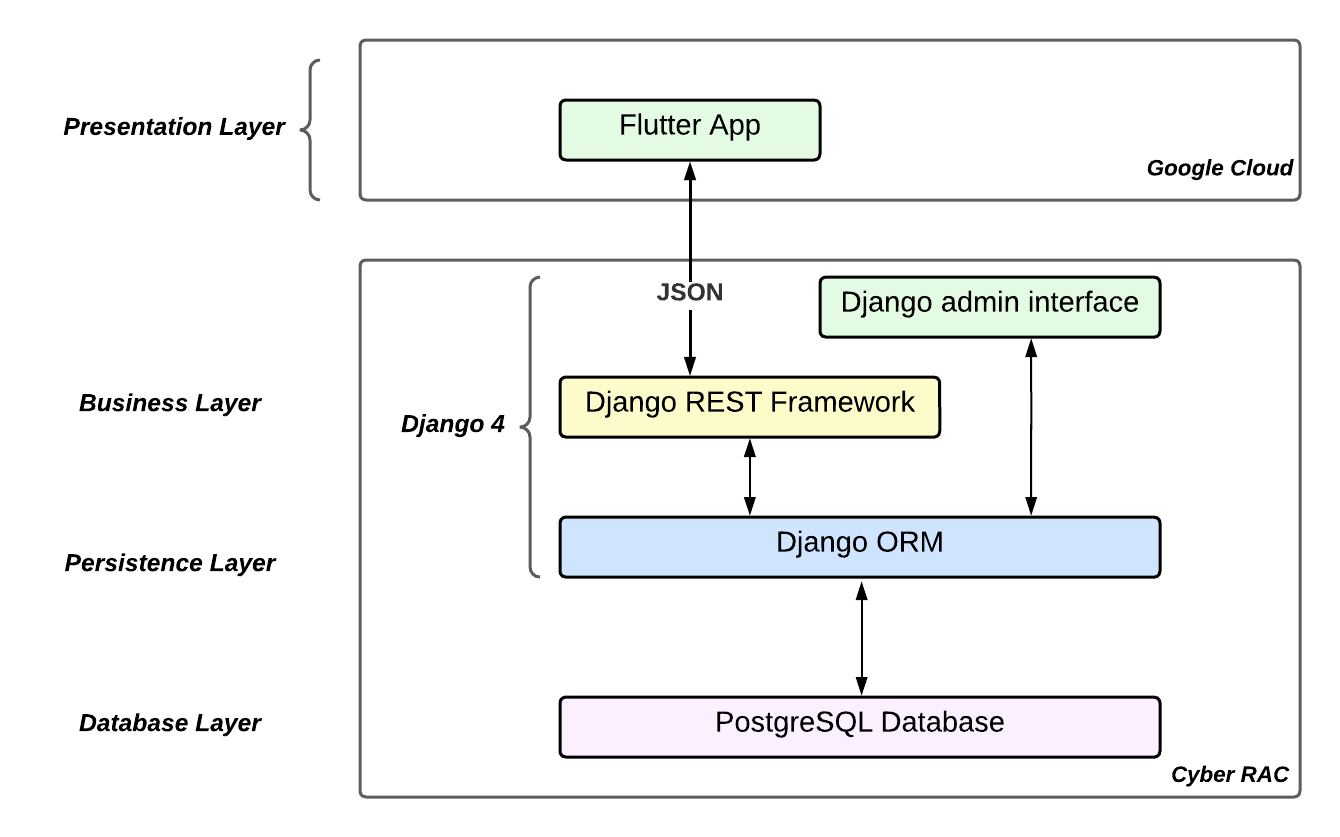 Flutter App
Presentation Layer
Google Cloud
JSON
Django admin interface
Business Layer
Django REST Framework
Django 4
Django ORM
Persistence Layer
PostgreSQL Database
Database Layer
Cyber RAC